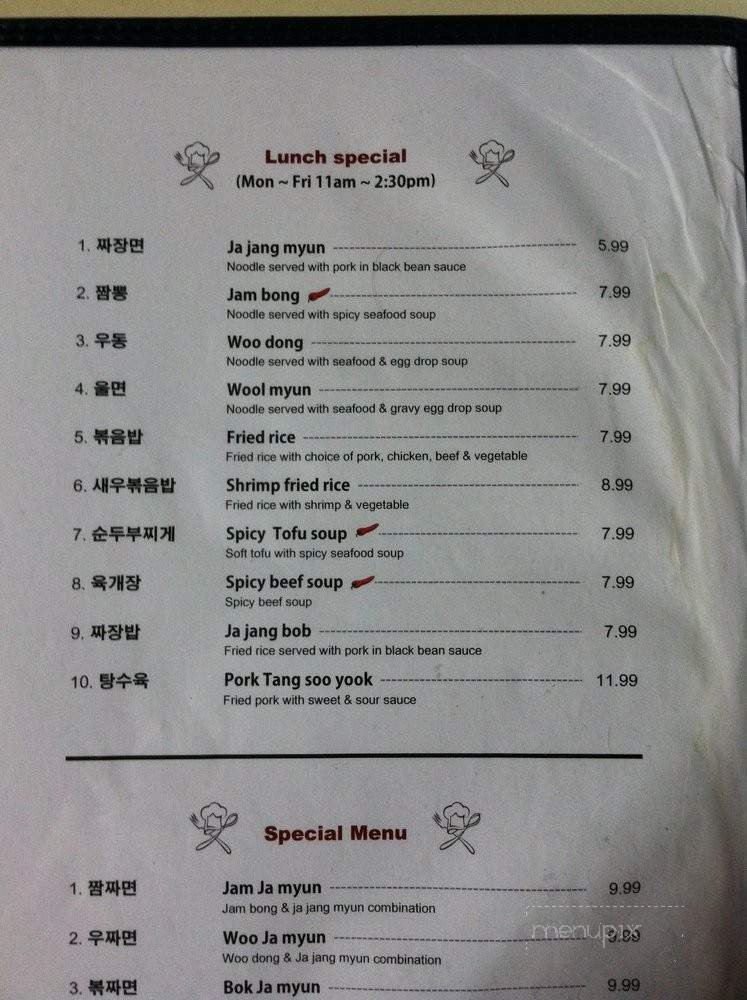 Lunch special
(Mon ~ Fri 11am ~ 2:30pm)
1. 짜장면 Ja jang myun 5.99
Noodle served with pork in black bean sauce
2. 짬뽕 Jam bong 7.99
Noodle served with spicy seafood soup
3. 우동 Woo dong 7.99
Noodle served with seafood & egg drop soup
4. 울면 Wool myun 7.99
Noodle served with seafood & gravy egg drop soup
5. 볶음밥 Fried rice 7.99
Fried rice with choice of pork, chicken, beef & vegetable
6. 새우볶음밥 Shrimp fried rice 8.99
Fried rice with shrimp & vegetable
7. 순두부찌게 Spicy Tofu soup 7.99
Soft tofu with spicy seafood soup
8. 육개장 Spicy beef soup 7.99
Spicy beef soup
9. 짜장밥 Ja jang bob 7.99
Fried rice served with pork in black bean sauce
10. 탕수육 Pork Tang soo yook 11.99
Fried pork with sweet & sour sauce
Special Menu
1. 짬짜면 Jam Ja myun 9.99
Jam bong & ja jang myun combination
2. 우짜면 Woo Ja myun 9.99
Woo dong & Ja jang myun combination
menupix
3. 볶짜면 Bok Ja myun 9.99